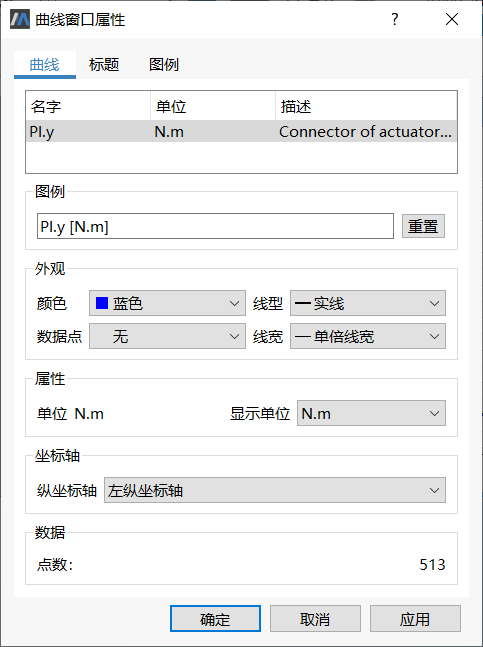 曲线窗口属性
曲线 标题 图例
名字 单位 描述
PI.y N.m Connector of actuator...
图例
PI.y [N.m] 重置
外观
颜色 蓝色 线型 实线
数据点 无 线宽 单倍线宽
属性
单位 N.m 显示单位 N.m
坐标轴
纵坐标轴 左纵坐标轴
数据
点数: 513
确定 取消 应用